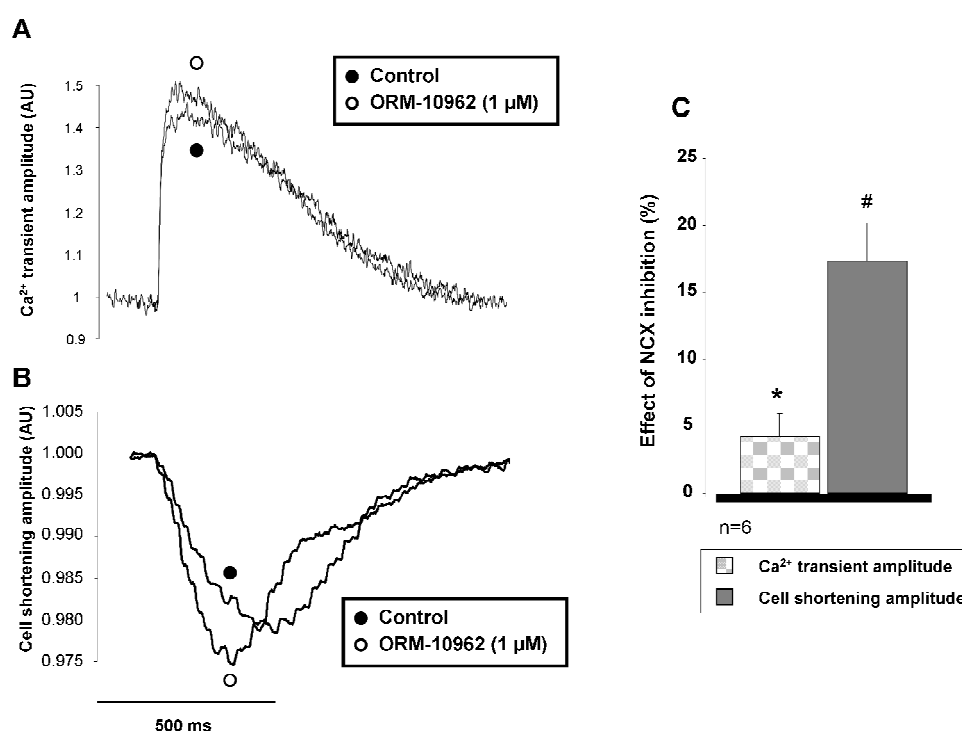 A
Ca²⁺ transient amplitude (AU)
1.5
1.4
1.3
1.2
1.1
1
0.9
Control
ORM-10962 (1 µM)
B
Cell shortening amplitude (AU)
1.005
1.000
0.995
0.990
0.985
0.980
0.975
Control
ORM-10962 (1 µM)
500 ms
C
Effect of NCX inhibition (%)
25
20
15
10
5
0
*
#
n=6
Ca²⁺ transient amplitude
Cell shortening amplitude